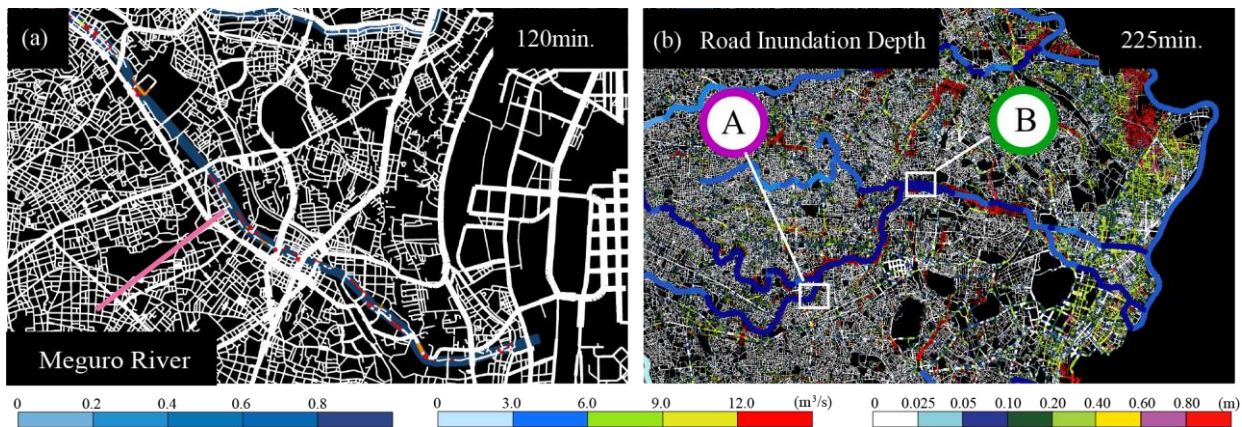 (a)
120min.
Meguro River
(b) Road Inundation Depth
225min.
A
B
0 0.2 0.4 0.6 0.8
0 3.0 6.0 9.0 12.0 (m³/s)
0 0.025 0.05 0.10 0.20 0.40 0.60 0.80 (m)